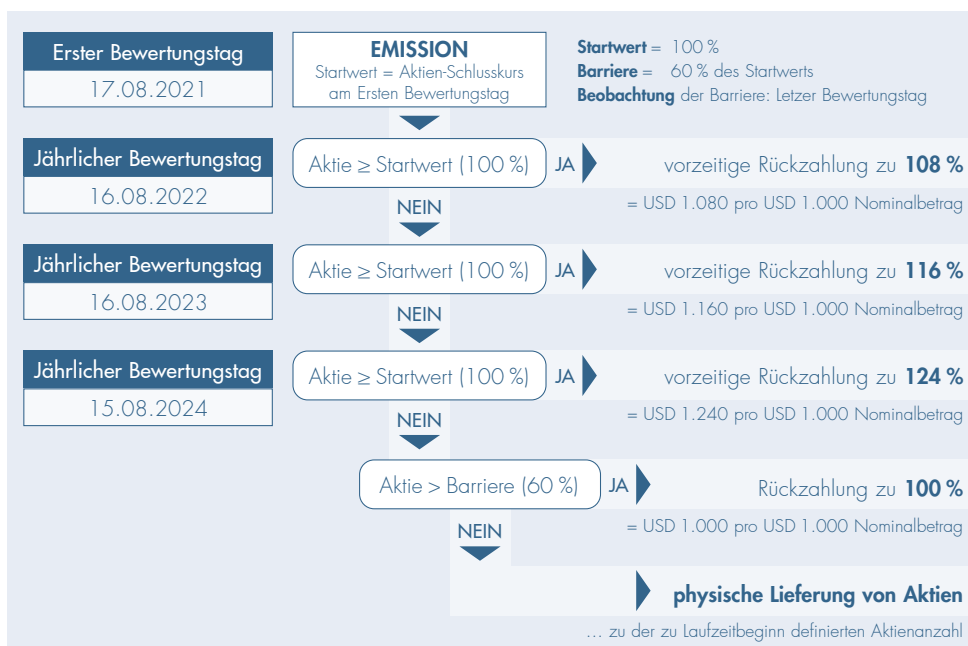 Erster Bewertungstag
17.08.2021
EMISSION
Startwert = Aktien-Schlusskurs
am Ersten Bewertungstag
Startwert = 100 %
Barriere = 60 % des Startwerts
Beobachtung der Barriere: Letzer Bewertungstag
Jährlicher Bewertungstag
16.08.2022
Aktie ≥ Startwert (100 %)
JA
vorzeitige Rückzahlung zu 108 %
= USD 1.080 pro USD 1.000 Nominalbetrag
NEIN
Jährlicher Bewertungstag
16.08.2023
Aktie ≥ Startwert (100 %)
JA
vorzeitige Rückzahlung zu 116 %
= USD 1.160 pro USD 1.000 Nominalbetrag
NEIN
Jährlicher Bewertungstag
15.08.2024
Aktie ≥ Startwert (100 %)
JA
vorzeitige Rückzahlung zu 124 %
= USD 1.240 pro USD 1.000 Nominalbetrag
NEIN
Aktie > Barriere (60 %)
JA
Rückzahlung zu 100 %
= USD 1.000 pro USD 1.000 Nominalbetrag
NEIN
physische Lieferung von Aktien
... zu der zu Laufzeitbeginn definierten Aktienanzahl